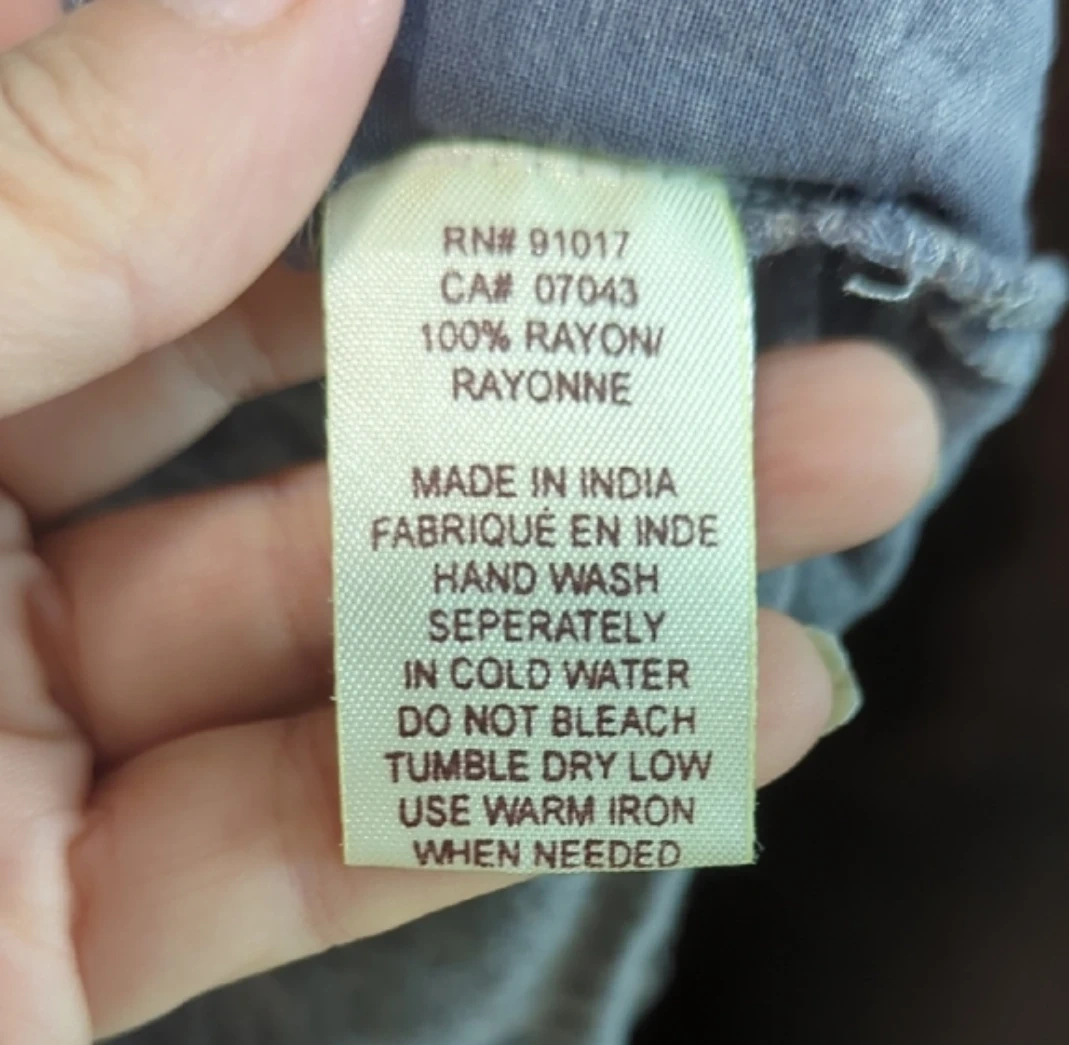 RN# 91017
CA# 07043
100% RAYON/
RAYONNE
MADE IN INDIA
FABRIQUÉ EN INDE
HAND WASH
SEPERATELY
IN COLD WATER
DO NOT BLEACH
TUMBLE DRY LOW
USE WARM IRON
WHEN NEEDED